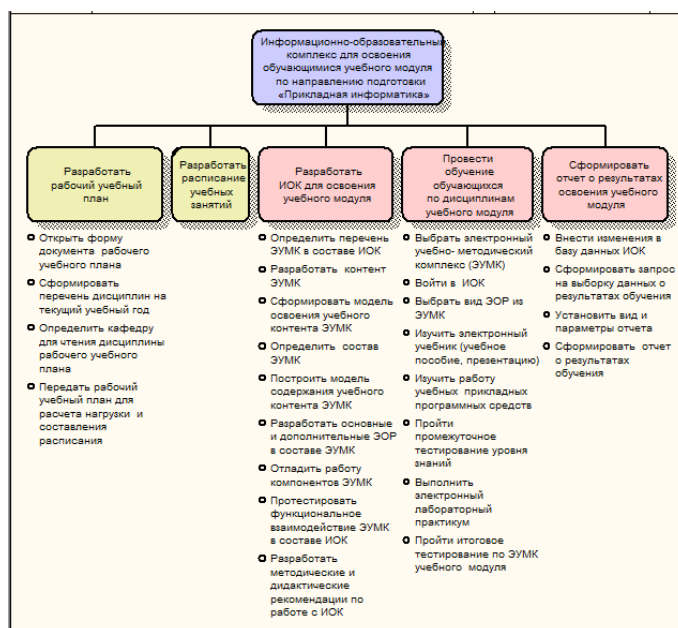 Информационно-образовательный
комплекс для освоения
обучающимися учебного модуля
по направлению подготовки
«Прикладная информатика»
Разработать
рабочий учебный
план
Разработать
расписание
учебных
занятий
Разработать
ИОК для освоения
учебного модуля
Провести
обучение
обучающихся
по дисциплинам
учебного модуля
Сформировать
отчет о результатах
освоения учебного
модуля
Открыть форму
документа рабочего
учебного плана
Сформировать
перечень дисциплин на
текущий учебный год
Определить кафедру
для чтения дисциплины
рабочего учебного
плана
Передать рабочий
учебный план для
расчета нагрузки и
составления
расписания
Определить перечень
ЭУМК в составе ИОК
Разработать контент
ЭУМК
Сформировать модель
освоения учебного
контента ЭУМК
Определить состав
ЭУМК
Построить модель
содержания учебного
контента ЭУМК
Разработать основные
и дополнительные ЭОР
в составе ЭУМК
Отладить работу
компонентов ЭУМК
Протестировать
функциональное
взаимодействие ЭУМК
в составе ИОК
Разработать
методические и
дидактические
рекомендации по
работе с ИОК
Выбрать электронный
учебно- методический
комплекс (ЭУМК)
Войти в ИОК
Выбрать вид ЭОР из
ЭУМК
Изучить электронный
учебник (учебное
пособие, презентацию)
Изучить работу
учебных прикладных
программных средств
Пройти
промежуточное
тестирование уровня
знаний
Выполнить
электронный
лабораторный
практикум
Пройти итоговое
тестирование по ЭУМК
учебного модуля
Внести изменения в
базу данных ИОК
Сформировать запрос
на выборку данных о
результатах обучения
Установить вид и
параметры отчета
Сформировать отчет
о результатах
обучения